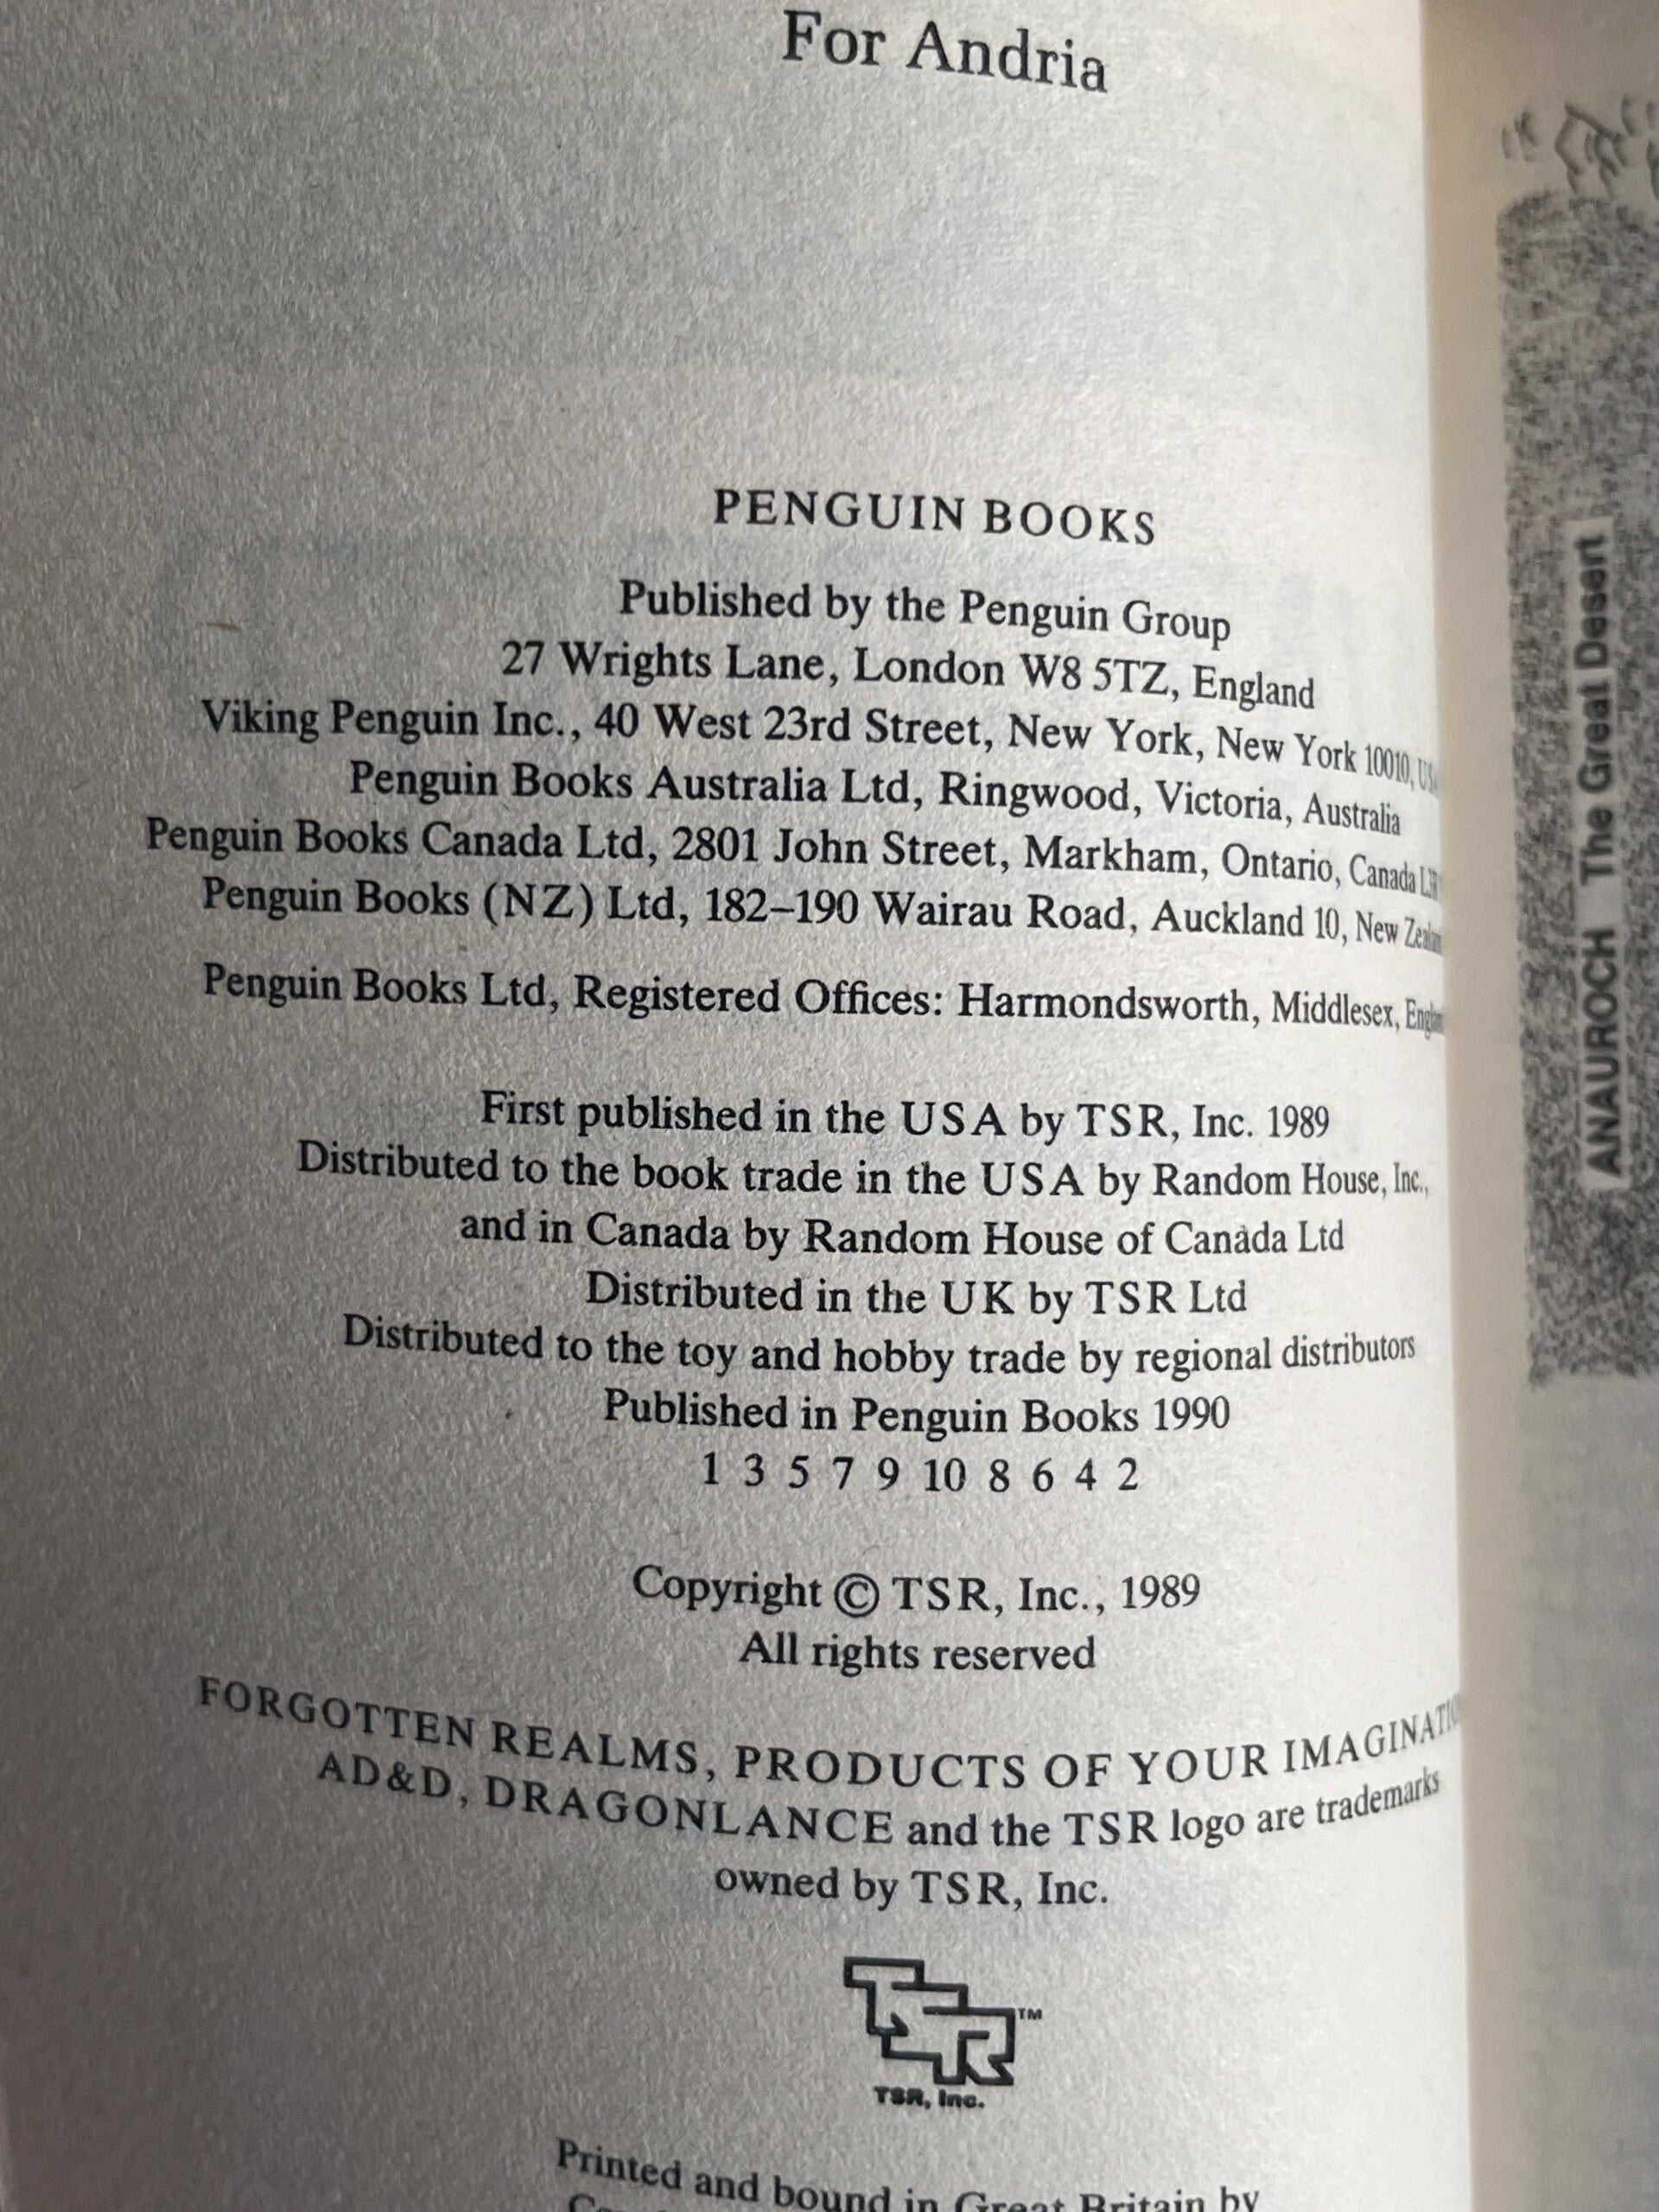 For Andria
PENGUIN BOOKS
Published by the Penguin Group
27 Wrights Lane, London W8 5TZ, England
Viking Penguin Inc., 40 West 23rd Street, New York, New York 10010,
Penguin Books Australia Ltd, Ringwood, Victoria, Australia
Penguin Books Canada Ltd, 2801 John Street, Markham, Ontario, Canada
Penguin Books (NZ) Ltd, 182–190 Wairau Road, Auckland 10, New
Penguin Books Ltd, Registered Offices: Harmondsworth, Middlesex,
First published in the USA by TSR, Inc. 1989
Distributed to the book trade in the USA by Random House, Inc.,
and in Canada by Random House of Canada Ltd
Distributed in the UK by TSR Ltd
Distributed to the toy and hobby trade by regional distributors
Published in Penguin Books 1990
1 3 5 7 9 10 8 6 4 2
Copyright © TSR, Inc., 1989
All rights reserved
FORGOTTEN REALMS, PRODUCTS OF YOUR
AD&D, DRAGONLANCE and the TSR logo are trademarks
owned by TSR, Inc.
TSR™
TSR, Inc.
Printed and bound in Great Britain by
ANAUROCH The Great Desert